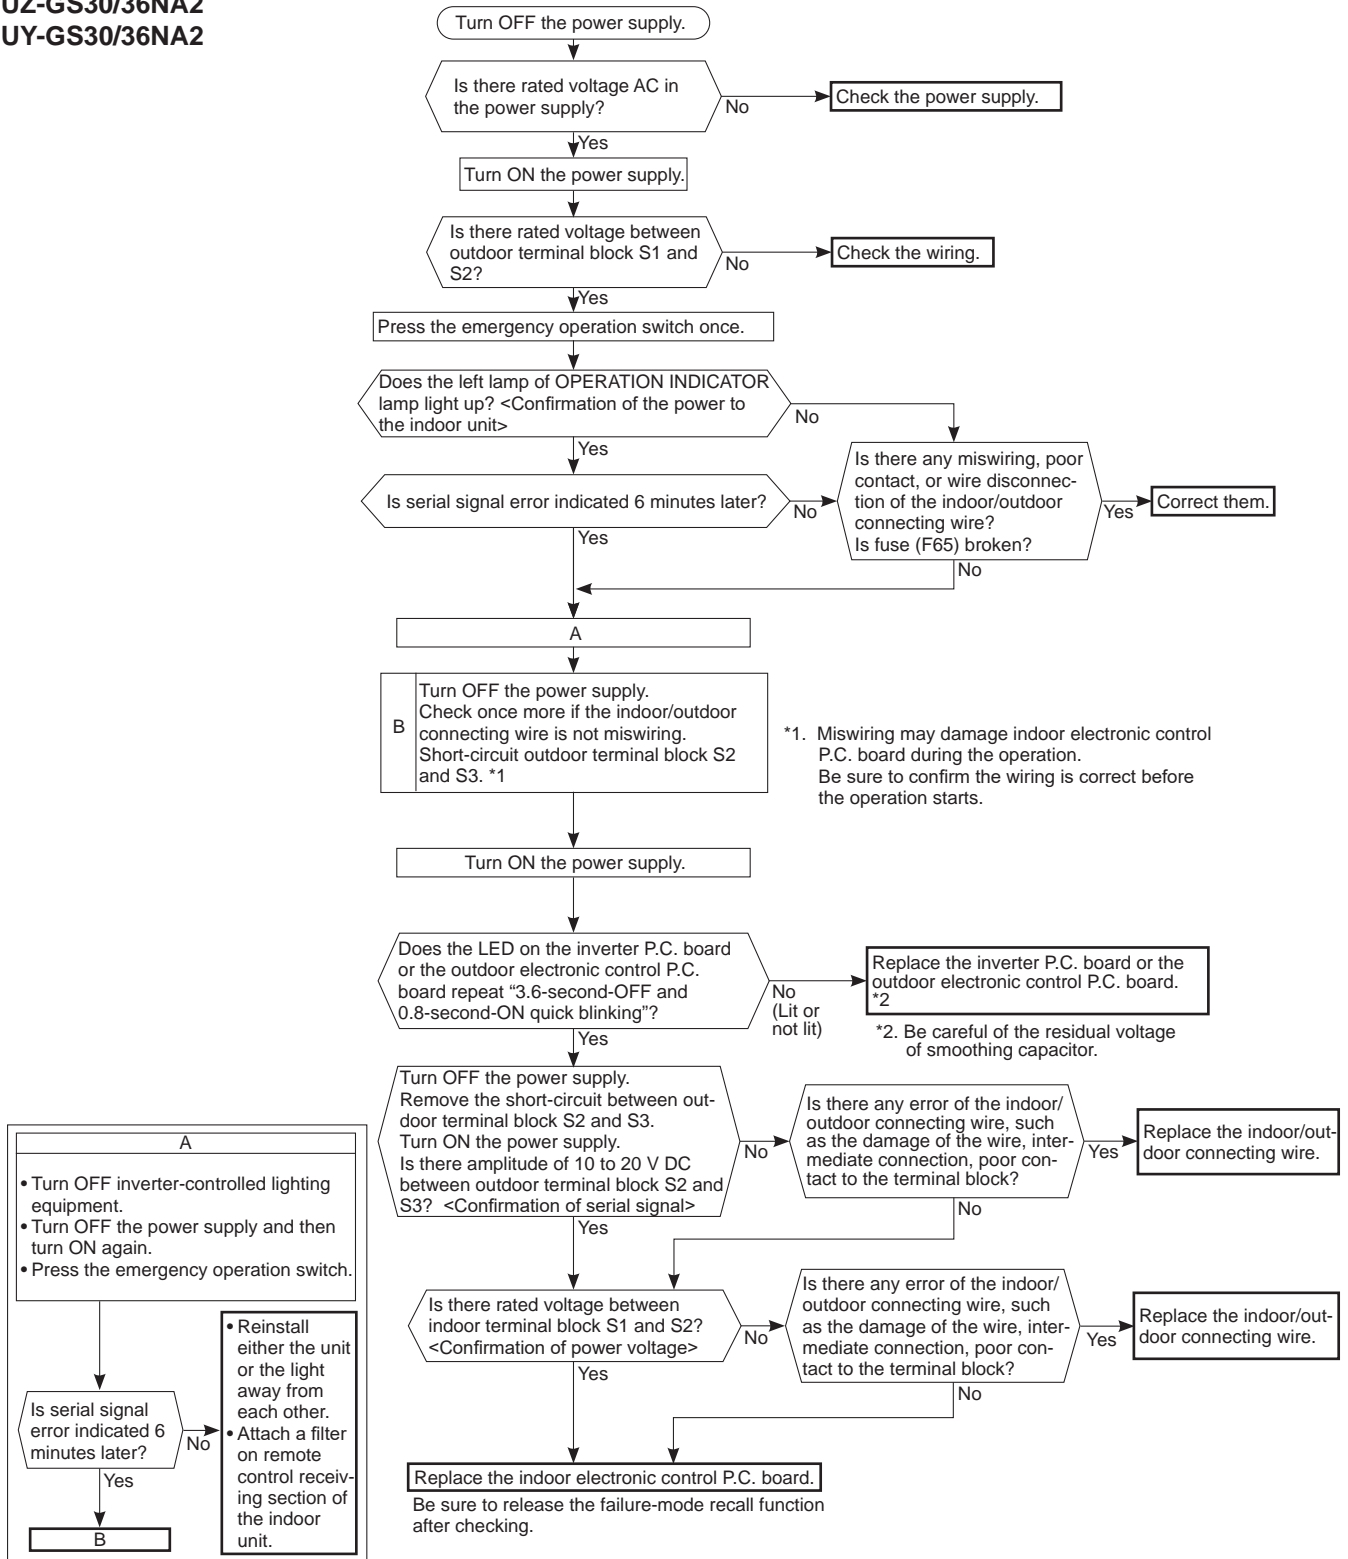 UZ-GS30/36NA2
UY-GS30/36NA2
Turn OFF the power supply.
Is there rated voltage AC in
the power supply?
No
Check the power supply.
Yes
Turn ON the power supply.
Is there rated voltage between
outdoor terminal block S1 and
S2?
No
Check the wiring.
Yes
Press the emergency operation switch once.
Does the left lamp of OPERATION INDICATOR
lamp light up? <Confirmation of the power to
the indoor unit>
No
Yes
Is serial signal error indicated 6 minutes later?
No
Is there any miswiring, poor
contact, or wire disconnec-
tion of the indoor/outdoor
connecting wire?
Is fuse (F65) broken?
Yes
Correct them.
Yes
No
A
B
Turn OFF the power supply.
Check once more if the indoor/outdoor
connecting wire is not miswiring.
Short-circuit outdoor terminal block S2
and S3. *1
*1. Miswiring may damage indoor electronic control
P.C. board during the operation.
Be sure to confirm the wiring is correct before
the operation starts.
Turn ON the power supply.
Does the LED on the inverter P.C. board
or the outdoor electronic control P.C.
board repeat “3.6-second-OFF and
0.8-second-ON quick blinking”?
No
(Lit or
not lit)
Replace the inverter P.C. board or the
outdoor electronic control P.C. board.
*2
*2. Be careful of the residual voltage
of smoothing capacitor.
Yes
Turn OFF the power supply.
Remove the short-circuit between out-
door terminal block S2 and S3.
Turn ON the power supply.
Is there amplitude of 10 to 20 V DC
between outdoor terminal block S2 and
S3? <Confirmation of serial signal>
No
Is there any error of the indoor/
outdoor connecting wire, such
as the damage of the wire, inter-
mediate connection, poor con-
tact to the terminal block?
Yes
Replace the indoor/out-
door connecting wire.
Yes
No
Is there rated voltage between
indoor terminal block S1 and S2?
<Confirmation of power voltage>
No
Is there any error of the indoor/
outdoor connecting wire, such
as the damage of the wire, inter-
mediate connection, poor con-
tact to the terminal block?
Yes
Replace the indoor/out-
door connecting wire.
Yes
No
Replace the indoor electronic control P.C. board.
Be sure to release the failure-mode recall function
after checking.
A
• Turn OFF inverter-controlled lighting
equipment.
• Turn OFF the power supply and then
turn ON again.
• Press the emergency operation switch.
Is serial signal
error indicated 6
minutes later?
No
• Reinstall
either the unit
or the light
away from
each other.
• Attach a filter
on remote
control receiv-
ing section of
the indoor
unit.
Yes
B